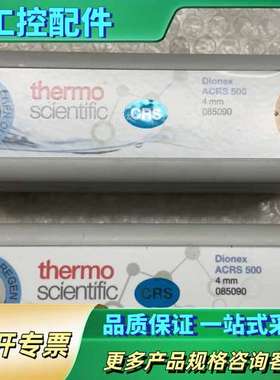 工控配件
REGEN O
thermo
scientific
CRS
Dionex
ACRS 500
4 mm
085090
REGEN
thermo
scientific
CRS
Dionex
ACRS 500
4 mm
085090
开专票
品质保证 一站式采
更多产品规格咨询客